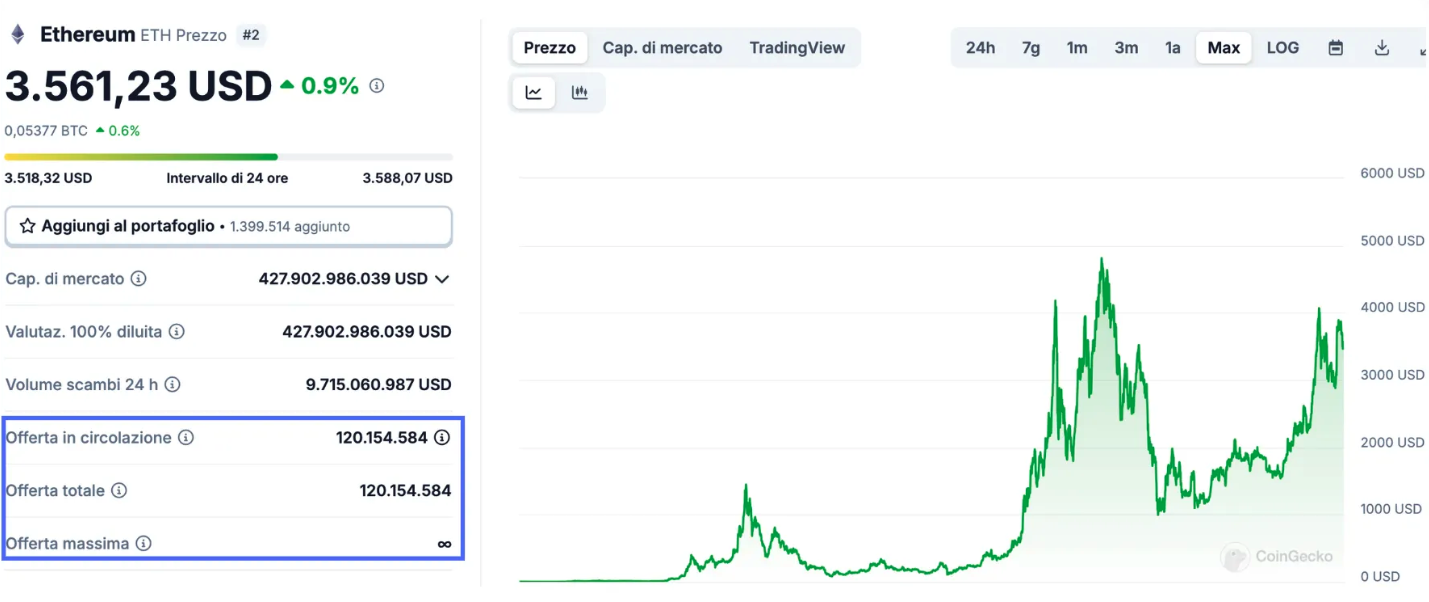 Ethereum ETH Prezzo #2
3.561,23 USD 0.9%
0,05377 BTC 0.6%
3.518,32 USD Intervallo di 24 ore 3.588,07 USD
Aggiungi al portafoglio • 1.399.514 aggiunto
Cap. di mercato 427.902.986.039 USD
Valutaz. 100% diluita 427.902.986.039 USD
Volume scambi 24 h 9.715.060.987 USD
Offerta in circolazione 120.154.584
Offerta totale 120.154.584
Offerta massima ∞
Prezzo Cap. di mercato TradingView
24h 7g 1m 3m 1a Max LOG
6000 USD
5000 USD
4000 USD
3000 USD
2000 USD
1000 USD
0 USD
CoinGecko